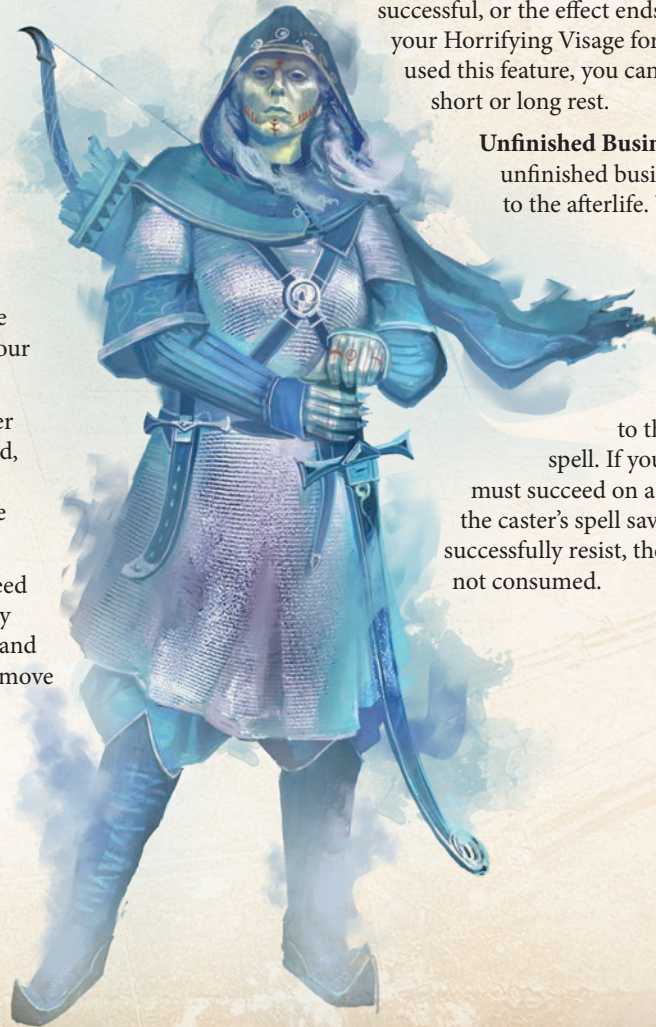 e
our
er
d,
e
eed
y
and
move
successful, or the effect ends
your Horrifying Visage for
used this feature, you can
short or long rest.
Unfinished Busin
unfinished busi
to the afterlife.
to th
spell. If you
must succeed on a
the caster’s spell sav
successfully resist, the
not consumed.